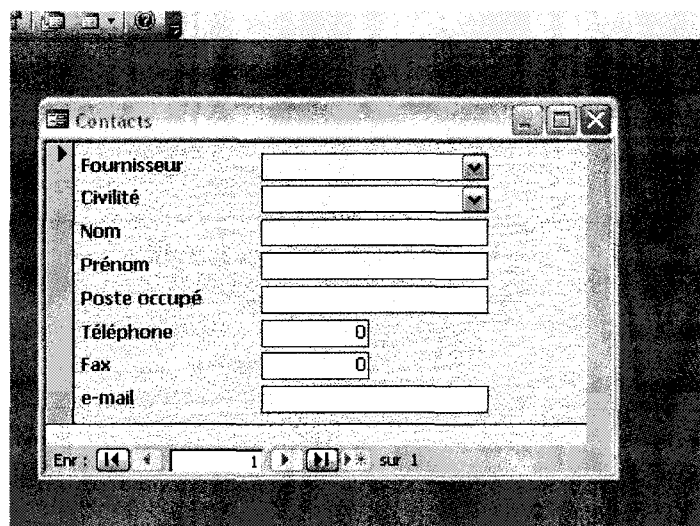 Contacts
Fournisseur
Civilité
Nom
Prénom
Poste occupé
Téléphone 0
Fax 0
e-mail
Enr : 1 sur 1